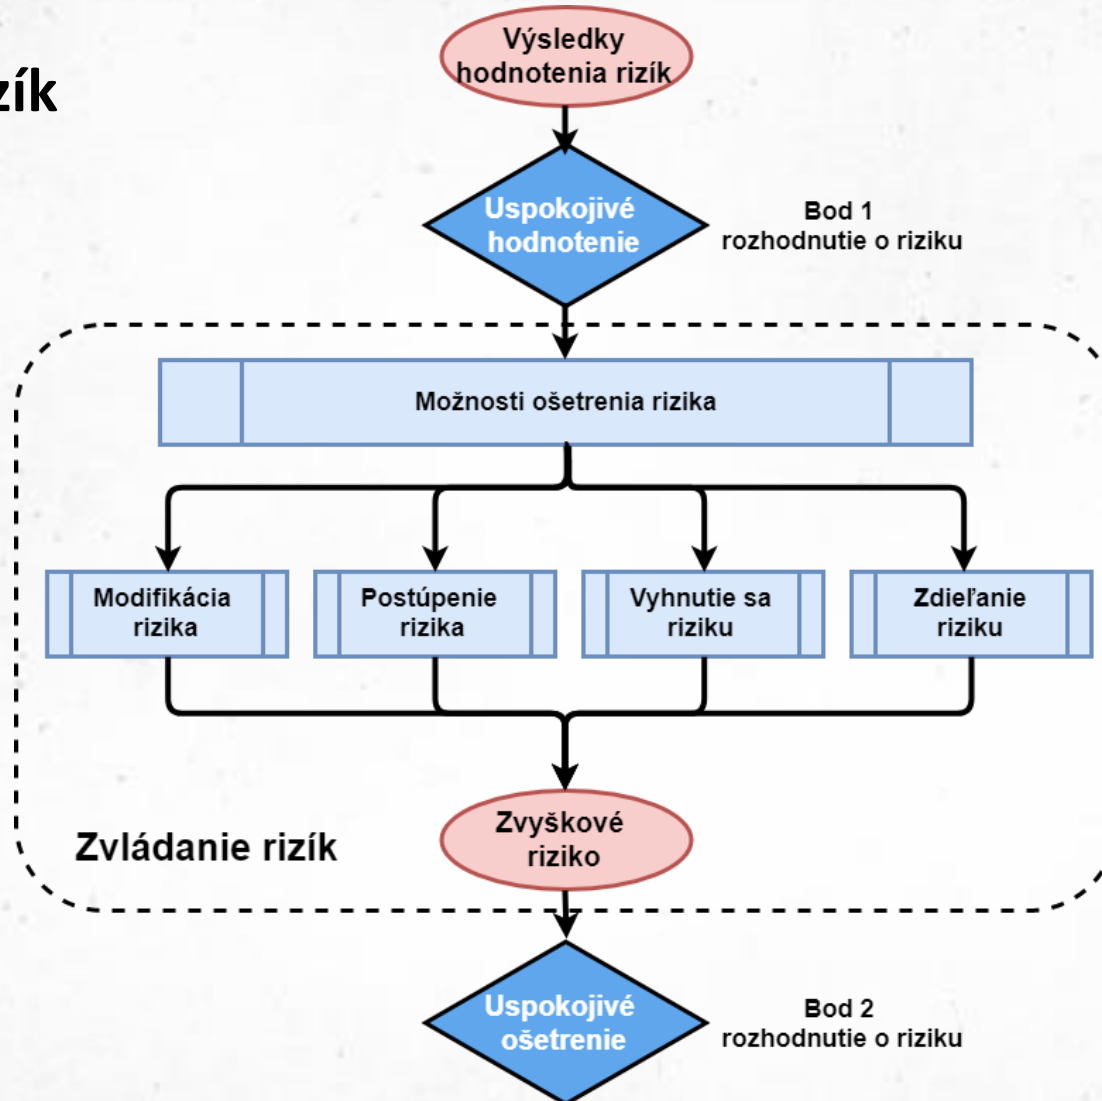 Výsledky
hodnotenia rizík
zík
Uspokojivé
hodnotenie
Bod 1
rozhodnutie o riziku
Možnosti ošetrenia rizika
Modifikácia
rizika
Postúpenie
rizika
Vyhnutie sa
riziku
Zdieľanie
riziku
Zvyškové
riziko
Zvládanie rizík
Uspokojivé
ošetrenie
Bod 2
rozhodnutie o riziku